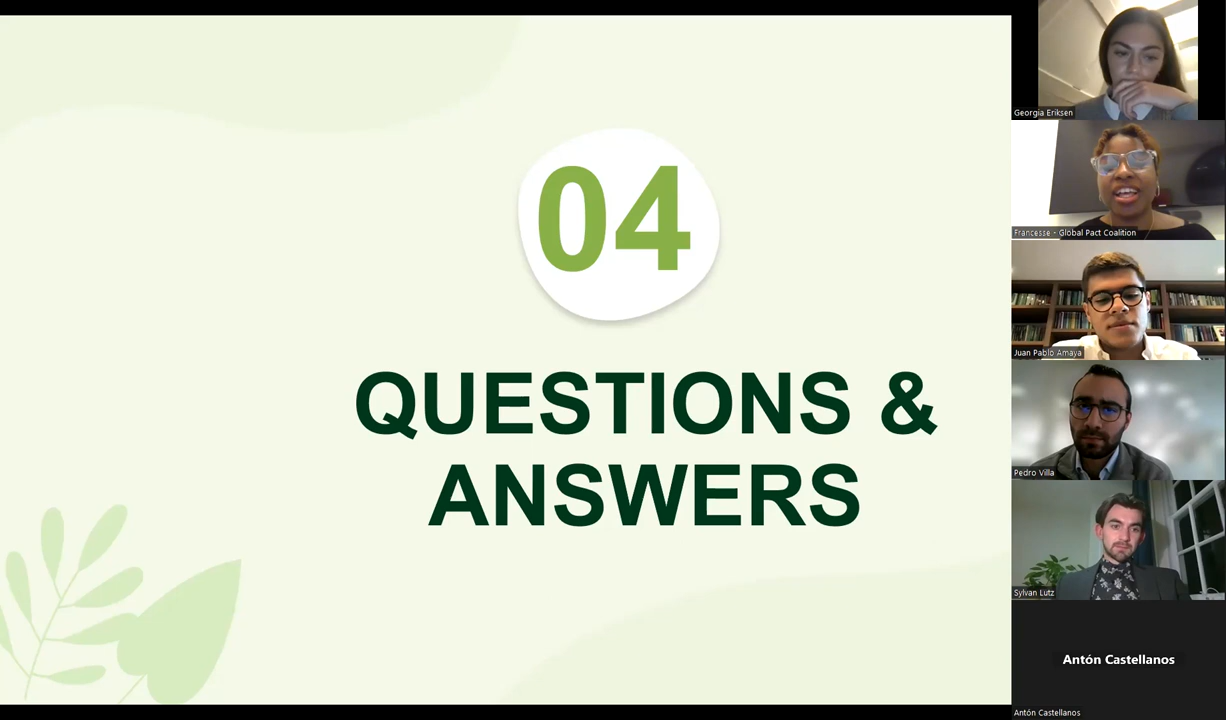 04
QUESTIONS &
ANSWERS
Georgia Eriksen
Francesse - Global Pact Coalition
Juan Pablo Amaya
Pedro Villa
Sylvan Lutz
Antón Castellanos
Antón Castellanos